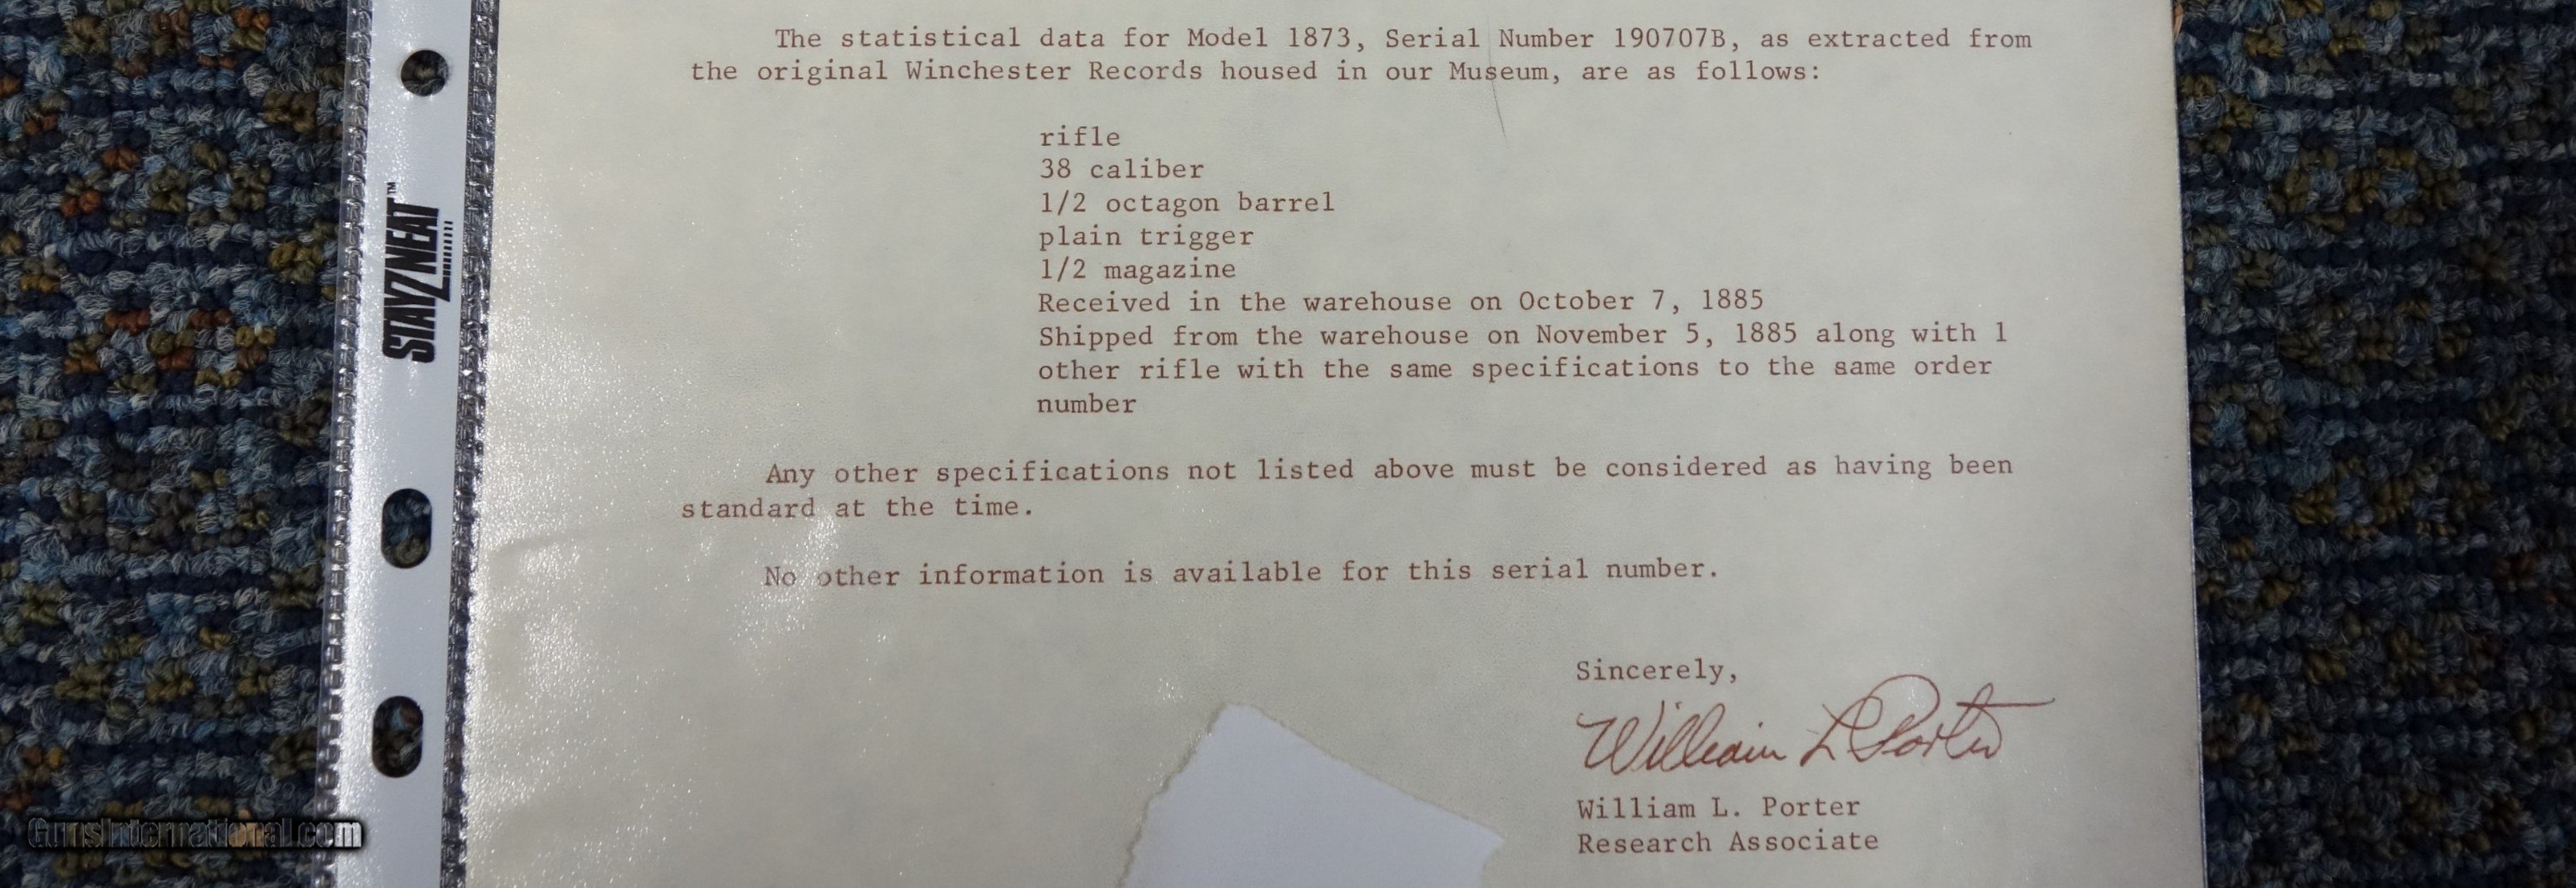 The statistical data for Model 1873, Serial Number 190707B, as extracted from
the original Winchester Records housed in our Museum, are as follows:
rifle
38 caliber
1/2 octagon barrel
plain trigger
1/2 magazine
Received in the warehouse on October 7, 1885
Shipped from the warehouse on November 5, 1885 along with 1
other rifle with the same specifications to the same order
number
Any other specifications not listed above must be considered as having been
standard at the time.
No other information is available for this serial number.
Sincerely,
William L Porter
William L. Porter
Research Associate
STAYZNEAT™
GunsInternational.com